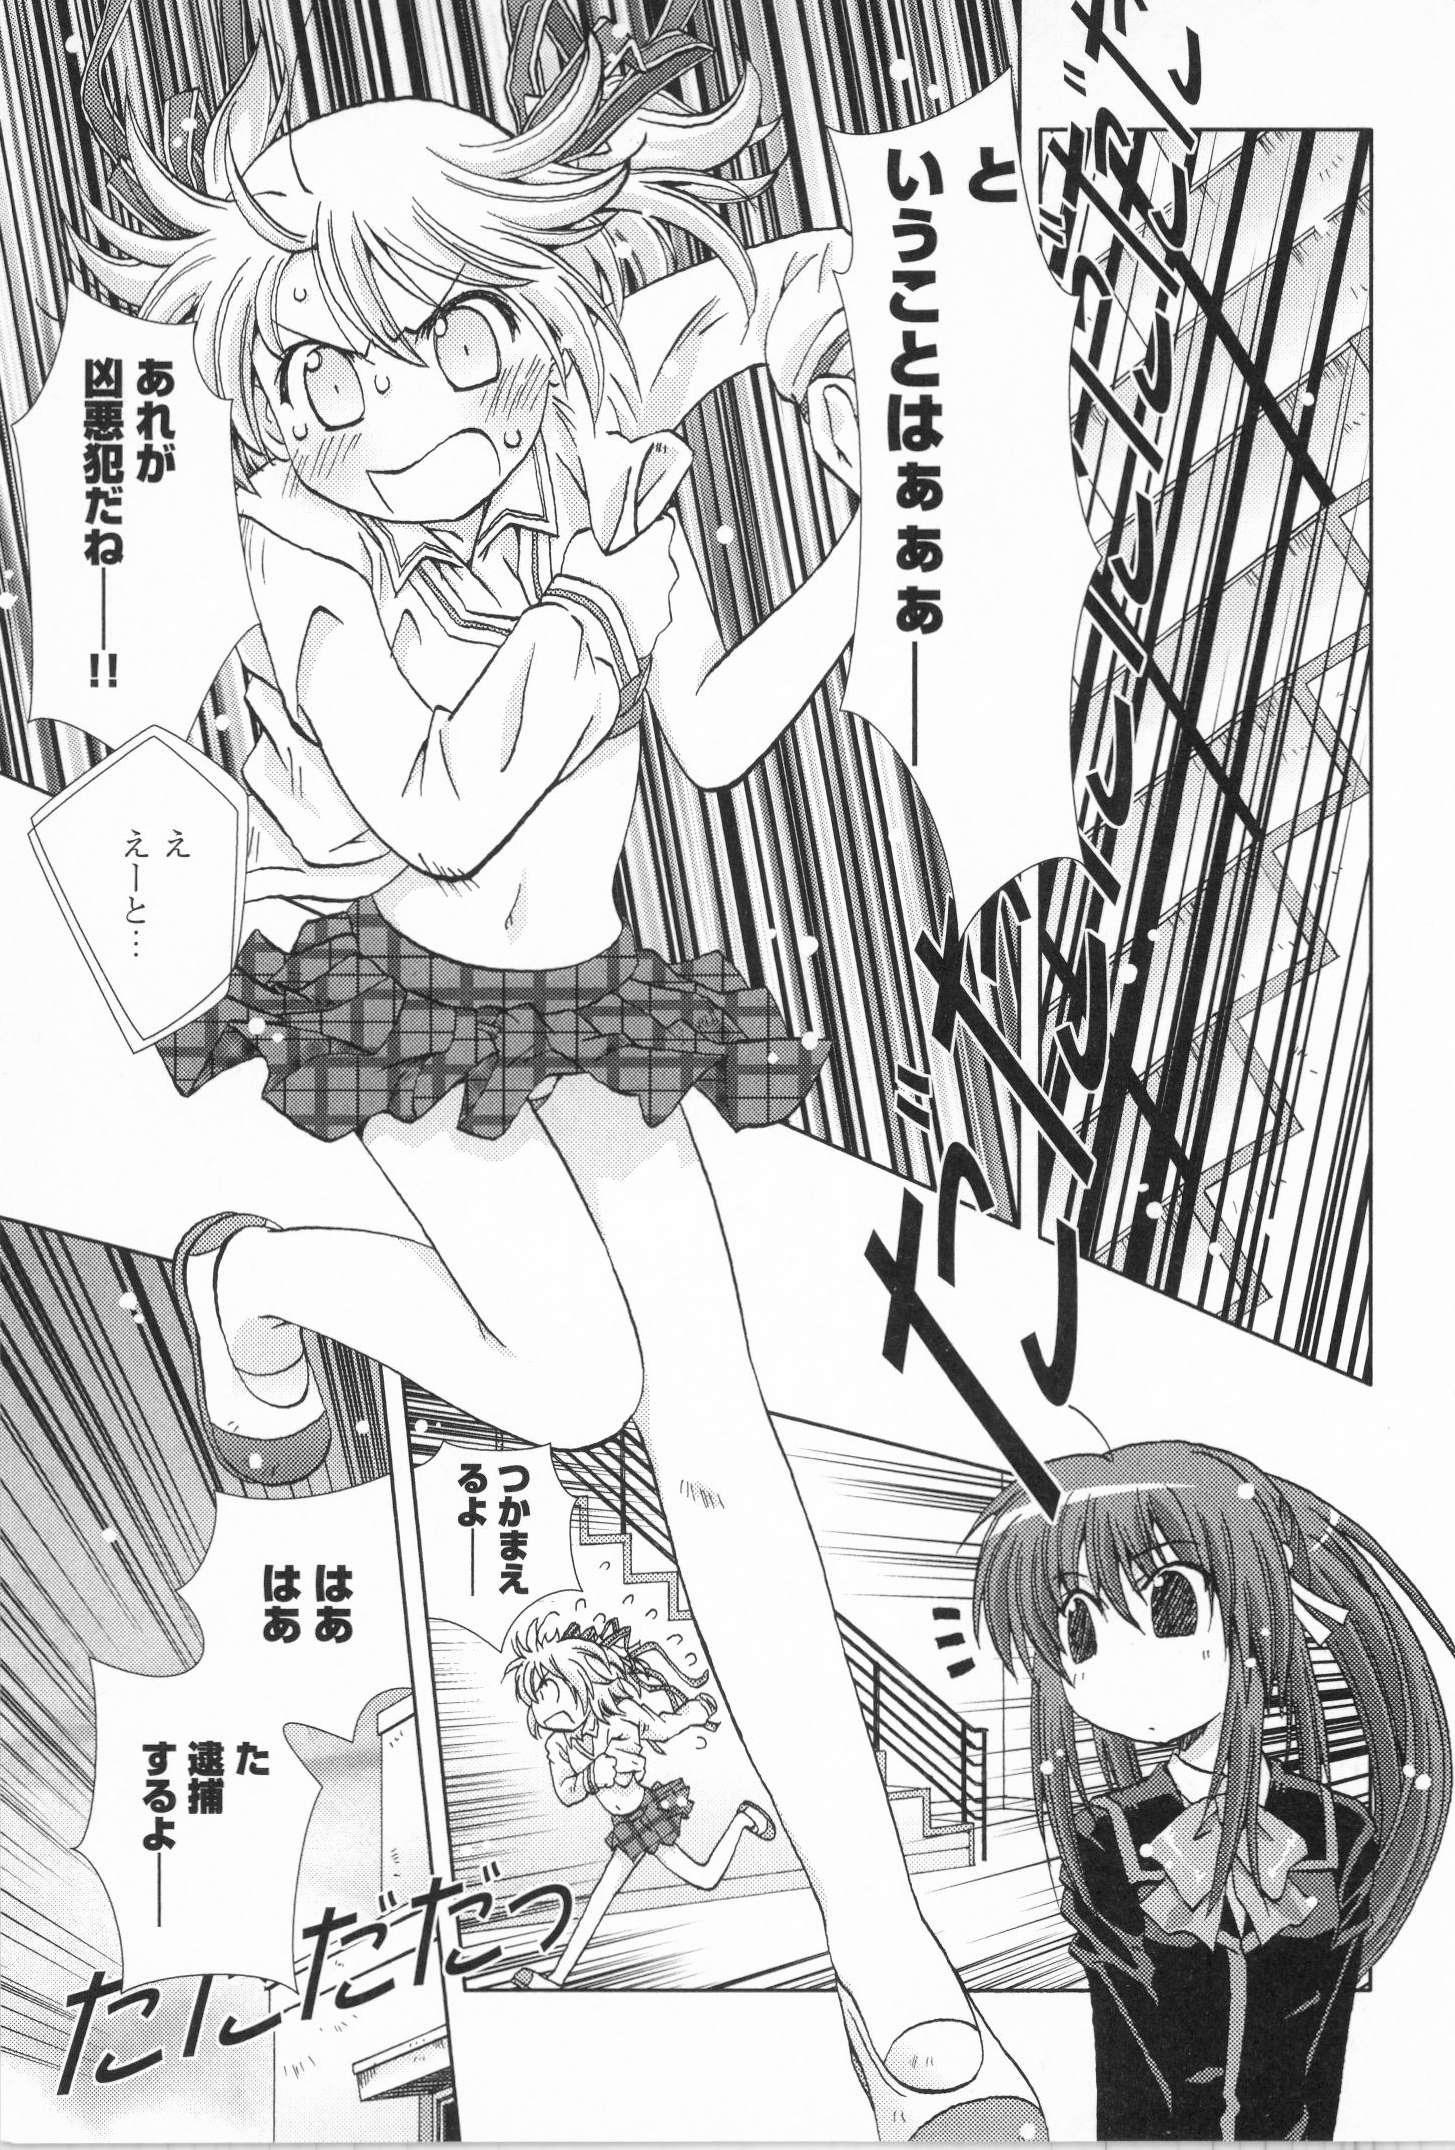 と
いうことはぁぁぁ━━
あれが
凶悪犯だね━━!!
え
えーと…
つかまえ
るよ━━
はあ
はあ
た
逮捕
するよ━━
ただだだっ